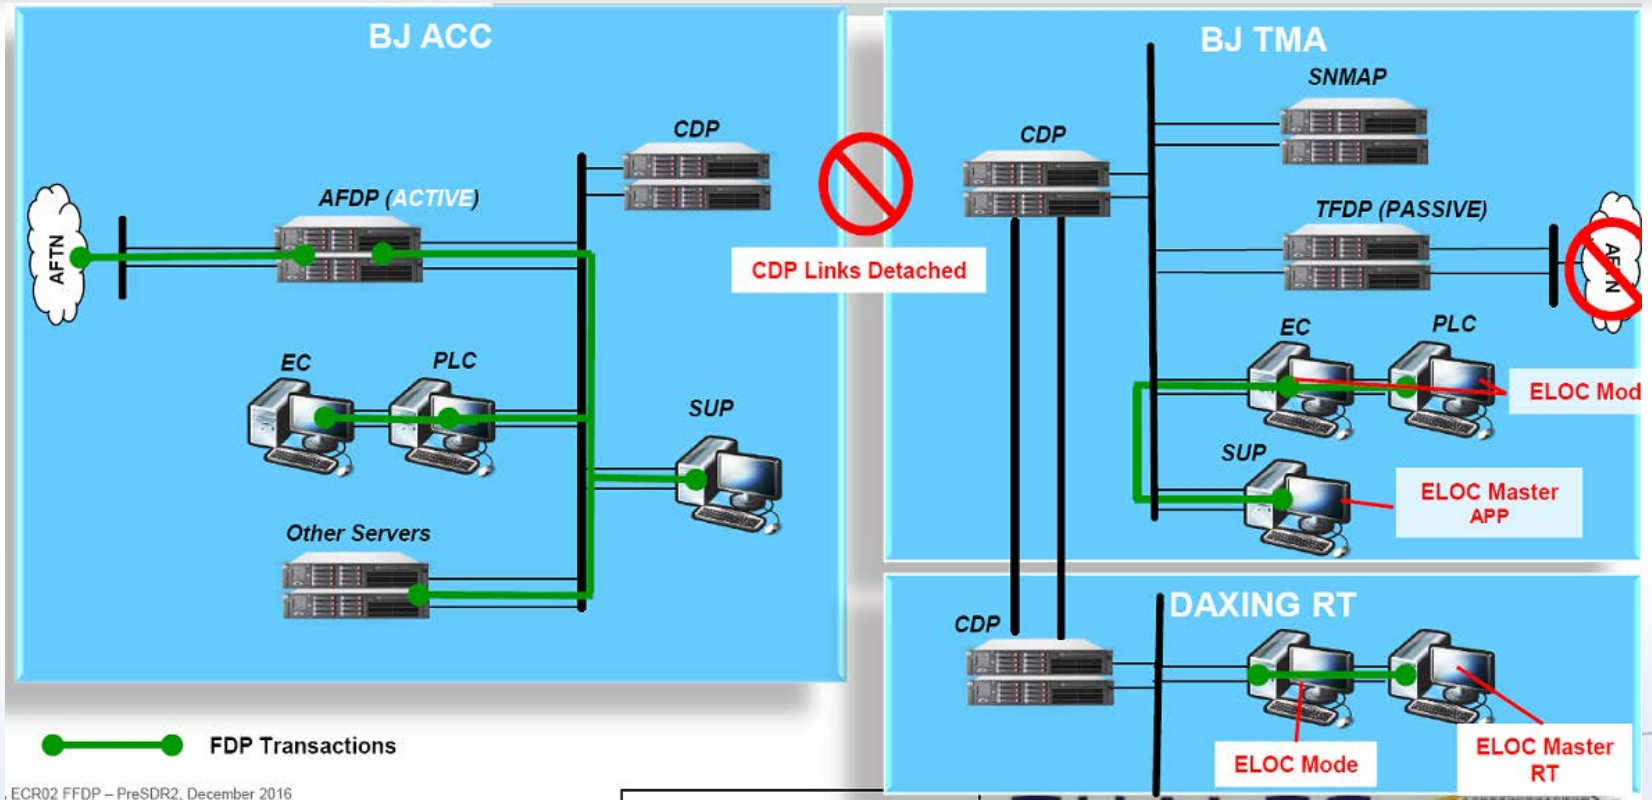 BJ ACC
CDP
AFDP (ACTIVE)
AFTN
EC
PLC
SUP
Other Servers
CDP Links Detached
BJ TMA
SNMAP
CDP
TFDP (PASSIVE)
EC
PLC
ELOC Mod
SUP
ELOC Master
APP
DAXING RT
CDP
ELOC Mode
ELOC Master
RT
FDP Transactions
ECR02 FFDP – PreSDR2, December 2016